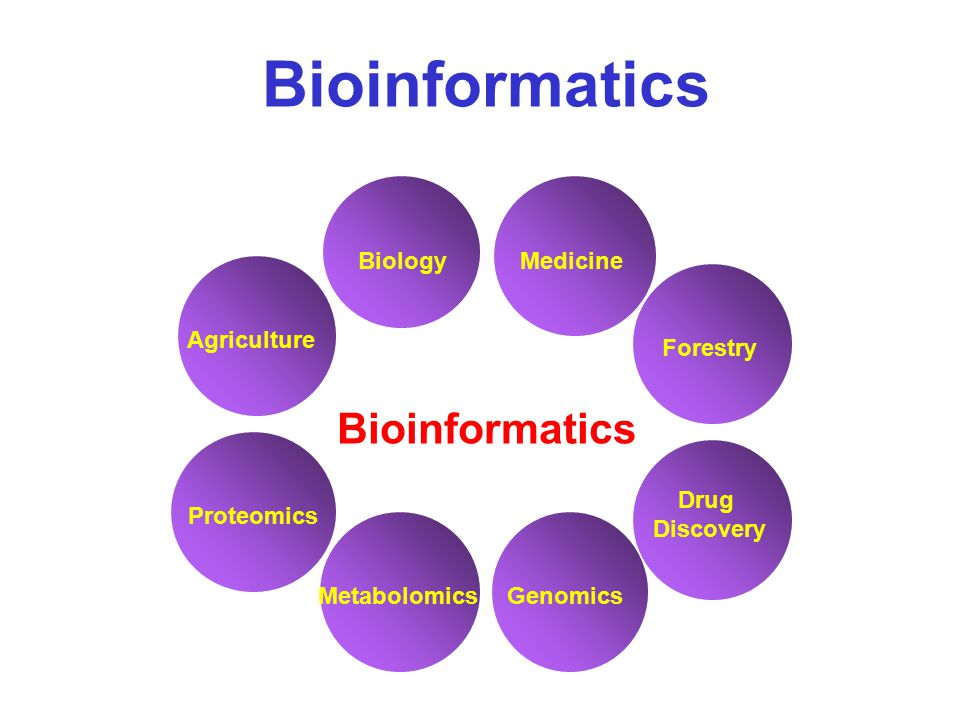 Bioinformatics
Biology
Medicine
Agriculture
Forestry
Bioinformatics
Proteomics
Drug
Discovery
Metabolomics
Genomics